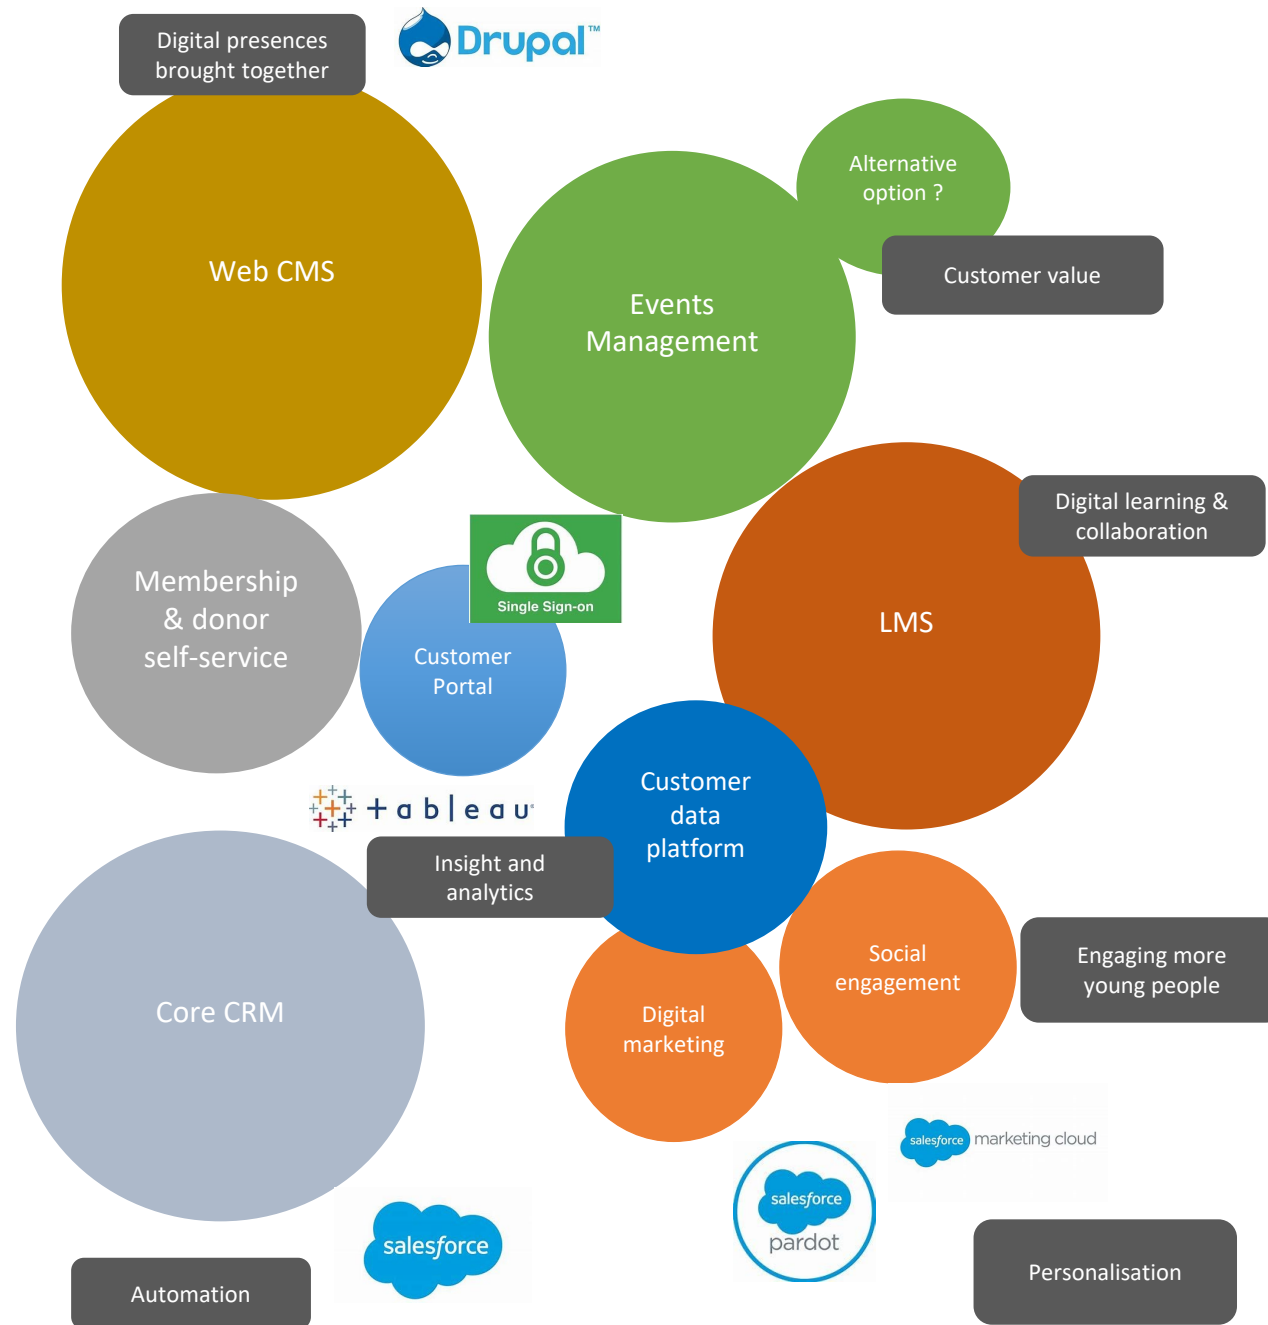 Digital presences
brought together
Drupal™
Alternative
option ?
Web CMS
Customer value
Events
Management
Digital learning &
collaboration
Membership
& donor
self-service
Single Sign-on
LMS
Customer
Portal
Customer
data
platform
+ableau
Insight and
analytics
Social
engagement
Engaging more
young people
Core CRM
Digital
marketing
salesforce marketing cloud
salesforce
pardot
salesforce
Personalisation
Automation